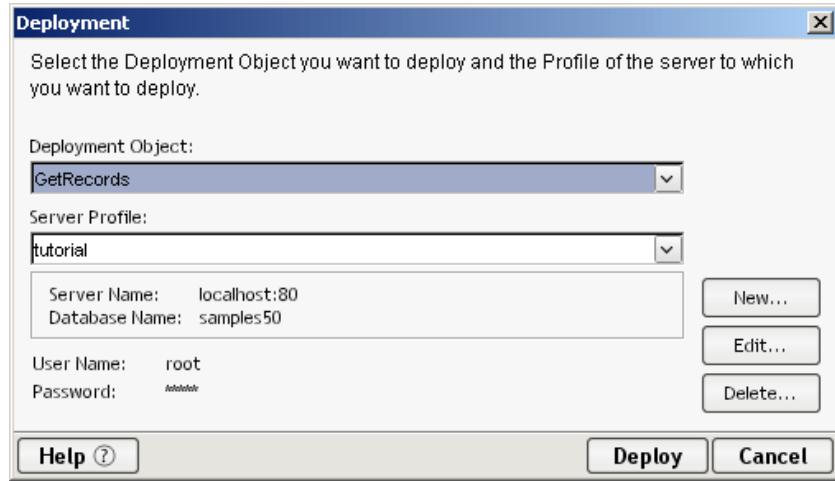 Deployment
Select the Deployment Object you want to deploy and the Profile of the server to which
you want to deploy.
Deployment Object:
GetRecords
Server Profile:
tutorial
Server Name: localhost:80
Database Name: samples50
New...
Edit...
User Name: root
Password: *****
Delete...
Help ?
Deploy
Cancel